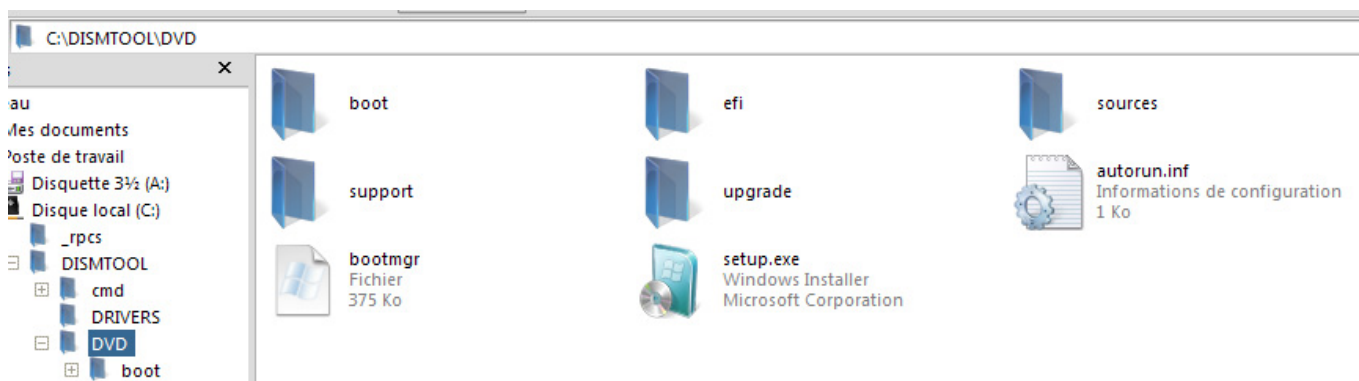 C:\DISMTOOL\DVD
eau
Mes documents
Poste de travail
Disquette 3½ (A:)
Disque local (C:)
_rpcs
DISMTOOL
cmd
DRIVERS
DVD
boot
boot
efi
sources
support
upgrade
autorun.inf
Informations de configuration
1 Ko
bootmgr
Fichier
375 Ko
setup.exe
Windows Installer
Microsoft Corporation